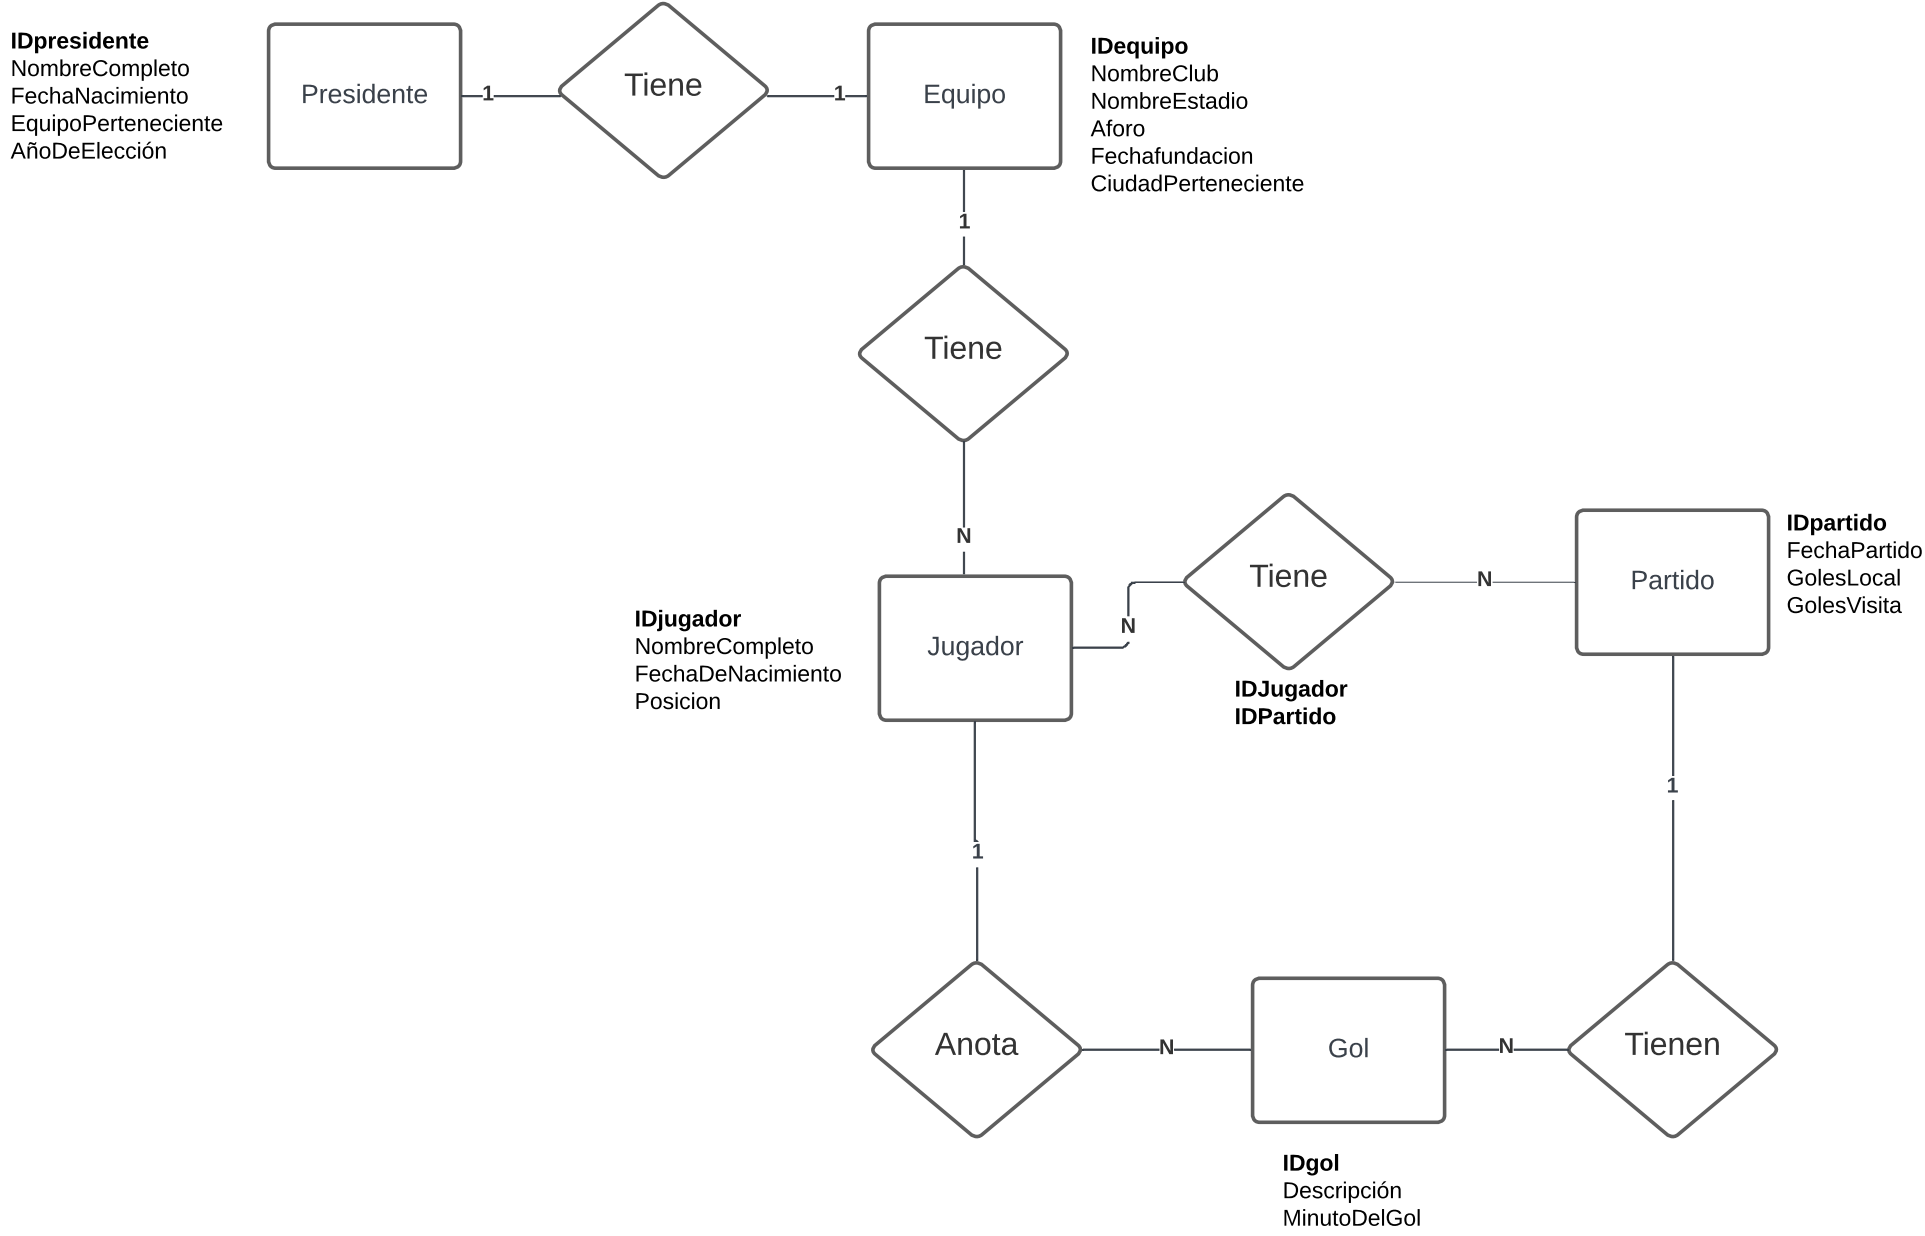 IDpresidente
NombreCompleto
FechaNacimiento
EquipoPerteneciente
AñoDeElección
Presidente
1
Tiene
1
Equipo
IDequipo
NombreClub
NombreEstadio
Aforo
Fechafundacion
CiudadPerteneciente
1
Tiene
N
IDjugador
NombreCompleto
FechaDeNacimiento
Posicion
Jugador
N
Tiene
IDJugador
IDPartido
N
Partido
IDpartido
FechaPartido
GolesLocal
GolesVisita
1
1
Anota
N
Gol
N
Tienen
IDgol
Descripción
MinutoDelGol